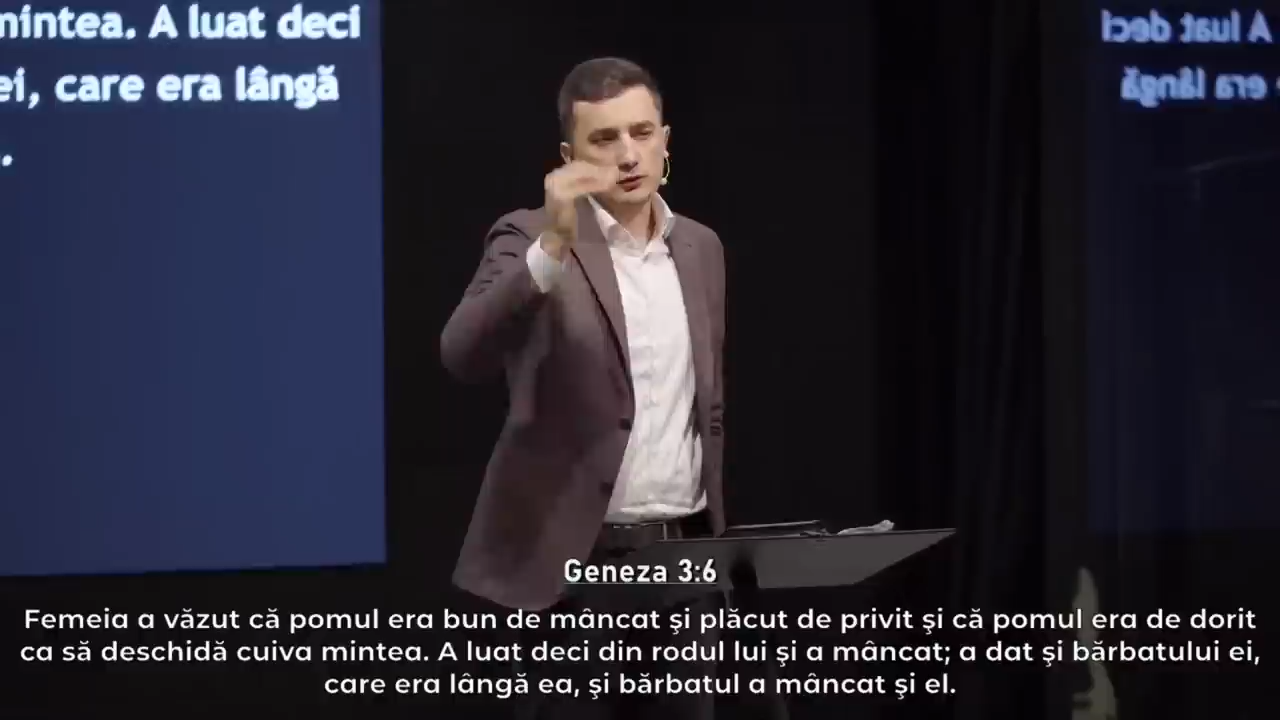 mintea. A luat deci
ei, care era lângă
A luat deci
era lângă
Geneza 3:6
Femeia a văzut că pomul era bun de mâncat şi plăcut de privit şi că pomul era de dorit
ca să deschidă cuiva mintea. A luat deci din rodul lui şi a mâncat; a dat şi bărbatului ei,
care era lângă ea, şi bărbatul a mâncat şi el.